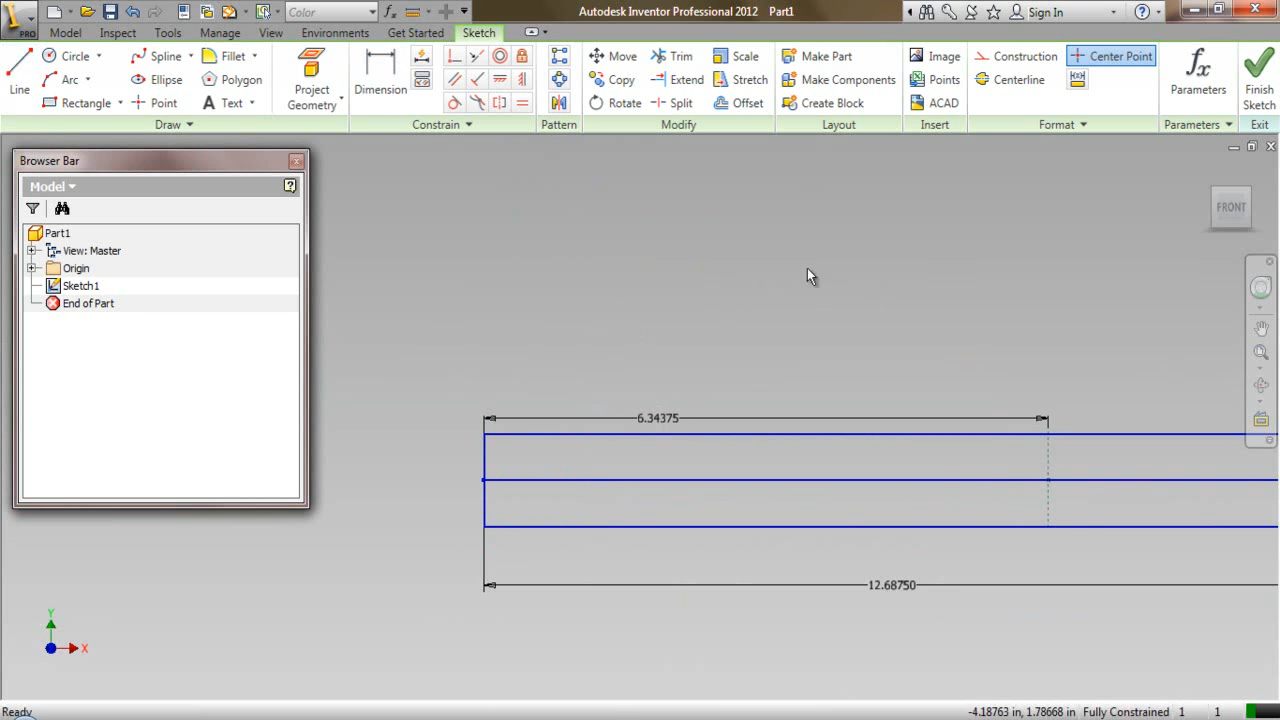 Color
Autodesk Inventor Professional 2012 Part1
Sign In
PRO
Model Inspect Tools Manage View Environments Get Started Sketch
Line
Circle Spline Fillet
Arc Ellipse Polygon
Rectangle Point Text
Draw
Project Geometry
Dimension
Constrain
Pattern
Move Trim Scale
Copy Extend Stretch
Rotate Split Offset
Modify
Make Part
Make Components
Create Block
Layout
Image
Points
ACAD
Insert
Construction Center Point
Centerline
Format
Parameters
Parameters
Finish Sketch
Exit
Browser Bar
Model
Part1
View: Master
Origin
Sketch1
End of Part
FRONT
6.34375
12.68750
Y
X
Ready
-4.18763 in, 1.78668 in Fully Constrained 1 1